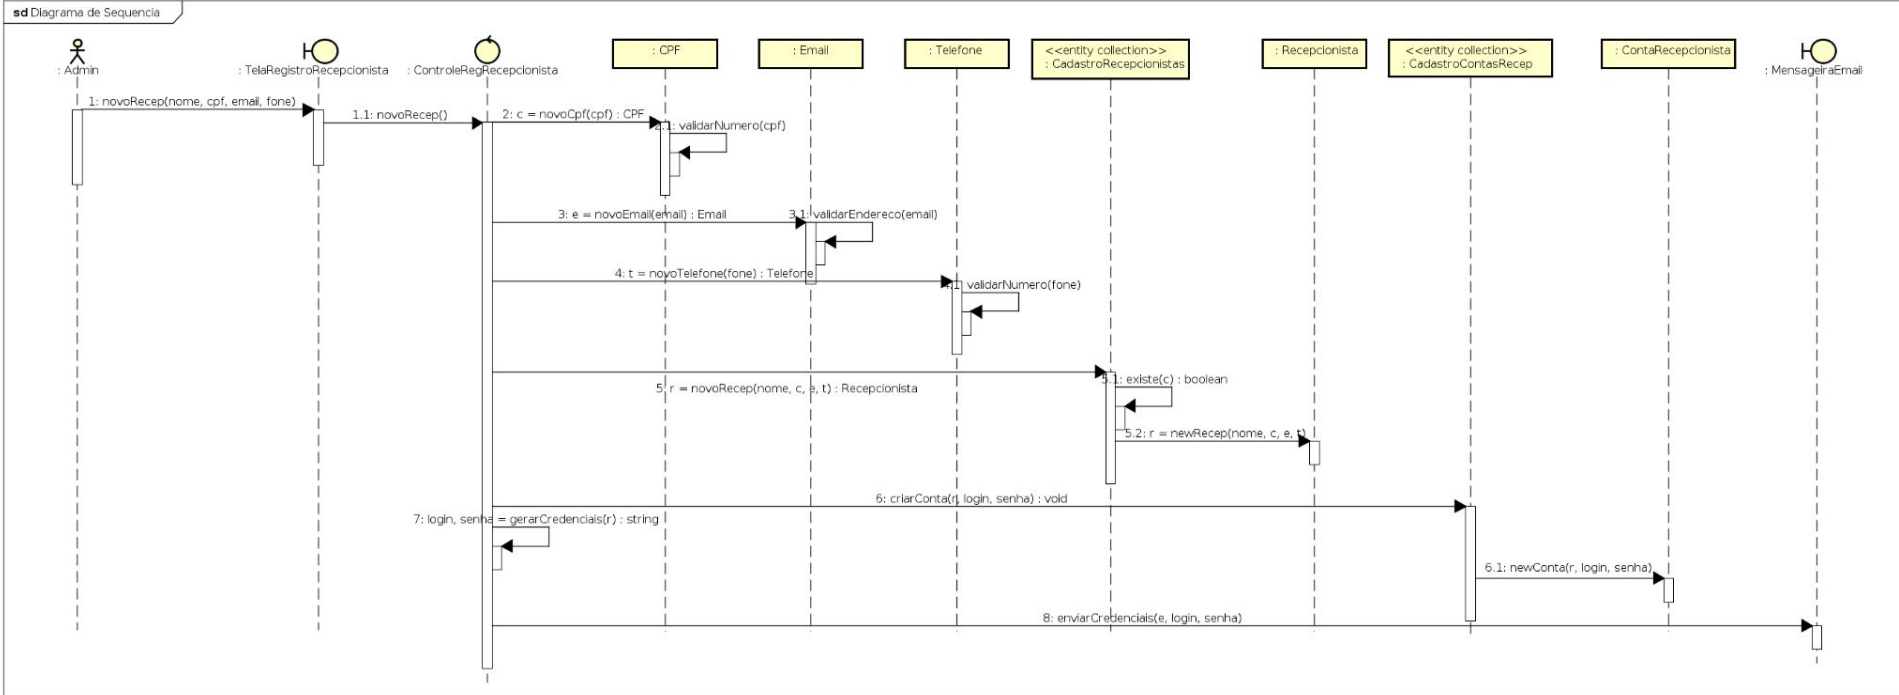 sd Diagrama de Sequencia
: Admin
: TelaRegistroRecepcionista
: ControleRegRecepcionista
: CPF
: Email
: Telefone
<<entity collection>>
: CadastroRecepcionistas
: Recepcionista
<<entity collection>>
: CadastroContasRecep
: ContaRecepcionista
: MensageiraEmail
1: novoRecep(nome, cpf, email, fone)
1.1: novoRecep()
2: c = novoCpf(cpf) : CPF
2.1: validarNumero(cpf)
3: e = novoEmail(email) : Email
3.1: validarEndereco(email)
4: t = novoTelefone(fone) : Telefone
4.1: validarNumero(fone)
5: r = novoRecep(nome, c, e, t) : Recepcionista
5.1: existe(c) : boolean
5.2: r = newRecep(nome, c, e, t)
6: criarConta(r, login, senha) : void
7: login, senha = gerarCredenciais(r) : string
6.1: newConta(r, login, senha)
8: enviarCredenciais(e, login, senha)